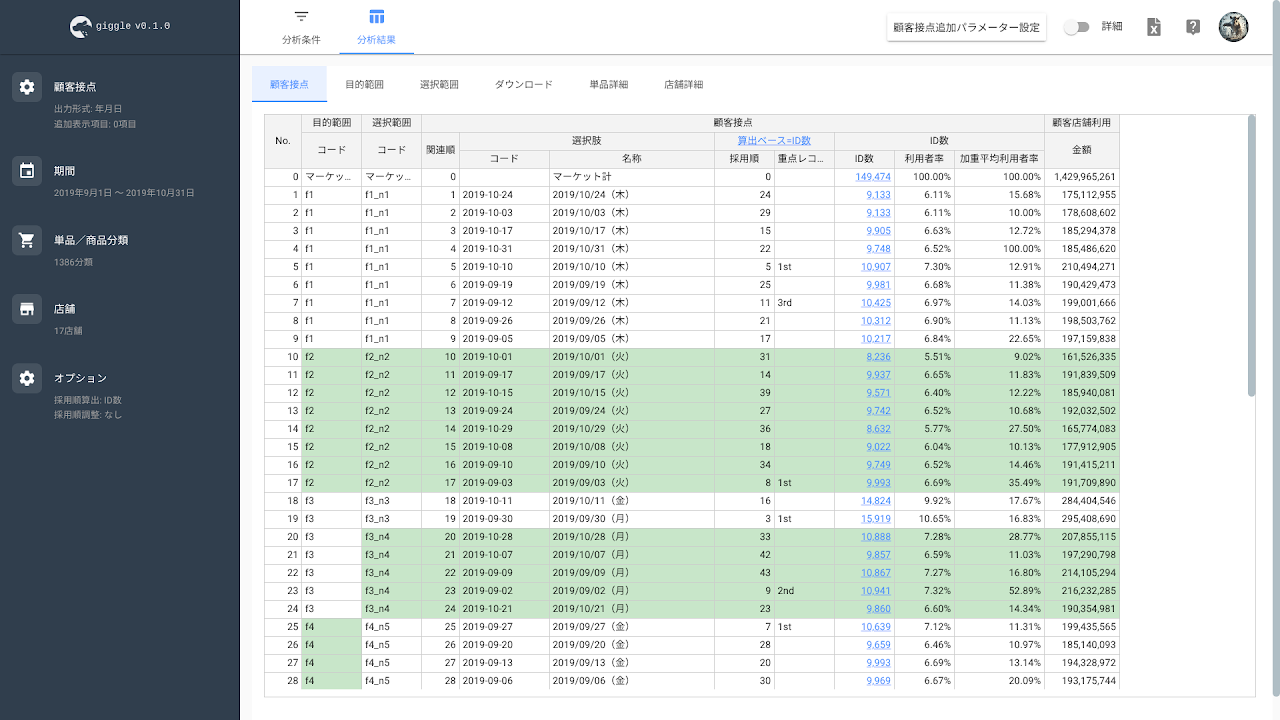 giggle v0.1.0
分析条件
分析結果
顧客接点追加パラメーター設定
詳細
顧客接点
出力形式: 年月日
追加表示項目: 0項目
期間
2019年9月1日 〜 2019年10月31日
単品／商品分類
1386分類
店舗
17店舗
オプション
採用順算出: ID数
採用順調整: なし
顧客接点 目的範囲 選択範囲 ダウンロード 単品詳細 店舗詳細
No. 目的範囲 選択範囲 顧客接点 顧客店舗利用
コード コード 関連順 選択肢 算出ベース=ID数 ID数 金額
コード 名称 採用順 重点レコ... ID数 利用者率 加重平均利用者率
0 マーケッ... マーケッ... 0 マーケット計 0 149,474 100.00% 100.00% 1,429,965,261
1 f1 f1_n1 1 2019-10-24 2019/10/24（木） 24 9,133 6.11% 15.68% 175,112,955
2 f1 f1_n1 2 2019-10-03 2019/10/03（木） 29 9,133 6.11% 10.00% 178,608,602
3 f1 f1_n1 3 2019-10-17 2019/10/17（木） 15 9,905 6.63% 12.72% 185,294,378
4 f1 f1_n1 4 2019-10-31 2019/10/31（木） 22 9,748 6.52% 100.00% 185,486,620
5 f1 f1_n1 5 2019-10-10 2019/10/10（木） 5 1st 10,907 7.30% 12.91% 210,494,271
6 f1 f1_n1 6 2019-09-19 2019/09/19（木） 25 9,981 6.68% 11.38% 190,429,473
7 f1 f1_n1 7 2019-09-12 2019/09/12（木） 11 3rd 10,425 6.97% 14.03% 199,001,666
8 f1 f1_n1 8 2019-09-26 2019/09/26（木） 21 10,312 6.90% 11.13% 198,503,762
9 f1 f1_n1 9 2019-09-05 2019/09/05（木） 17 10,217 6.84% 22.65% 197,159,838
10 f2 f2_n2 10 2019-10-01 2019/10/01（火） 31 8,236 5.51% 9.02% 161,526,335
11 f2 f2_n2 11 2019-09-17 2019/09/17（火） 14 9,937 6.65% 11.83% 191,839,509
12 f2 f2_n2 12 2019-10-15 2019/10/15（火） 39 9,571 6.40% 12.22% 185,940,081
13 f2 f2_n2 13 2019-09-24 2019/09/24（火） 27 9,742 6.52% 10.68% 192,032,502
14 f2 f2_n2 14 2019-10-29 2019/10/29（火） 36 8,632 5.77% 27.50% 165,774,083
15 f2 f2_n2 15 2019-10-08 2019/10/08（火） 18 9,022 6.04% 10.13% 177,912,905
16 f2 f2_n2 16 2019-09-10 2019/09/10（火） 34 9,749 6.52% 14.46% 191,415,211
17 f2 f2_n2 17 2019-09-03 2019/09/03（火） 8 1st 9,993 6.69% 35.49% 191,709,890
18 f3 f3_n3 18 2019-10-11 2019/10/11（金） 16 14,824 9.92% 17.67% 284,404,546
19 f3 f3_n3 19 2019-09-30 2019/09/30（月） 3 1st 15,919 10.65% 16.83% 295,408,690
20 f3 f3_n4 20 2019-10-28 2019/10/28（月） 33 10,888 7.28% 28.77% 207,855,115
21 f3 f3_n4 21 2019-10-07 2019/10/07（月） 42 9,857 6.59% 11.03% 197,290,798
22 f3 f3_n4 22 2019-09-09 2019/09/09（月） 43 10,867 7.27% 16.80% 214,105,294
23 f3 f3_n4 23 2019-09-02 2019/09/02（月） 9 2nd 10,941 7.32% 52.89% 216,232,285
24 f3 f3_n4 24 2019-10-21 2019/10/21（月） 23 9,860 6.60% 14.34% 190,354,981
25 f4 f4_n5 25 2019-09-27 2019/09/27（金） 7 1st 10,639 7.12% 11.31% 199,435,565
26 f4 f4_n5 26 2019-09-20 2019/09/20（金） 28 9,659 6.46% 10.97% 185,140,093
27 f4 f4_n5 27 2019-09-13 2019/09/13（金） 20 9,993 6.69% 13.14% 194,328,972
28 f4 f4_n5 28 2019-09-06 2019/09/06（金） 30 9,969 6.67% 20.09% 193,175,744